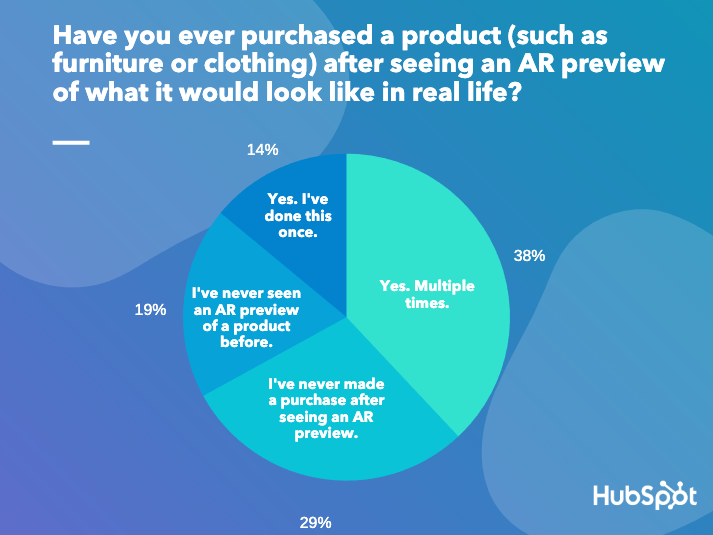 Have you ever purchased a product (such as
furniture or clothing) after seeing an AR preview
of what it would look like in real life?
14%
Yes. I've
done this
once.
38%
Yes. Multiple
times.
19%
I've never seen
an AR preview
of a product
before.
I've never made
a purchase after
seeing an AR
preview.
29%
HubSpot